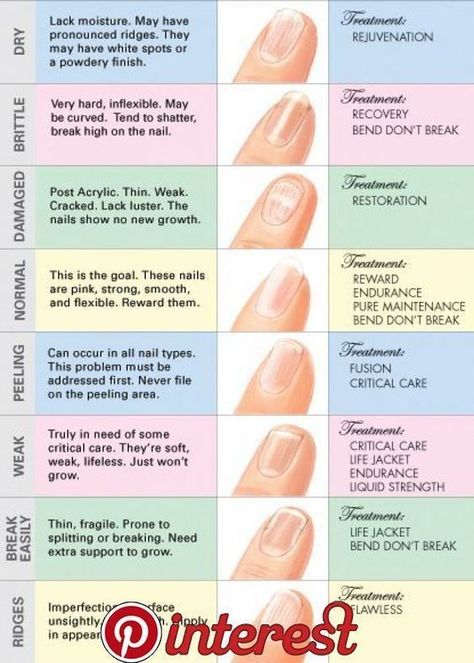 DRY
Lack moisture. May have
pronounced ridges. They
may have white spots or
a powdery finish.
Treatment:
REJUVENATION
BRITTLE
Very hard, inflexible. May
be curved. Tend to shatter,
break high on the nail.
Treatment:
RECOVERY
BEND DON'T BREAK
DAMAGED
Post Acrylic. Thin. Weak.
Cracked. Lack luster. The
nails show no new growth.
Treatment:
RESTORATION
NORMAL
This is the goal. These nails
are pink, strong, smooth,
and flexible. Reward them.
Treatment:
REWARD
ENDURANCE
PURE MAINTENANCE
BEND DON'T BREAK
PEELING
Can occur in all nail types.
This problem must be
addressed first. Never file
on the peeling area.
Treatment:
FUSION
CRITICAL CARE
WEAK
Truly in need of some
critical care. They're soft,
weak, lifeless. Just won't
grow.
Treatment:
CRITICAL CARE
LIFE JACKET
ENDURANCE
LIQUID STRENGTH
BREAK
EASILY
Thin, fragile. Prone to
splitting or breaking. Need
extra support to grow.
Treatment:
LIFE JACKET
BEND DON'T BREAK
RIDGES
unsightly,
in
Treatment:
FLAWLESS
Pinterest